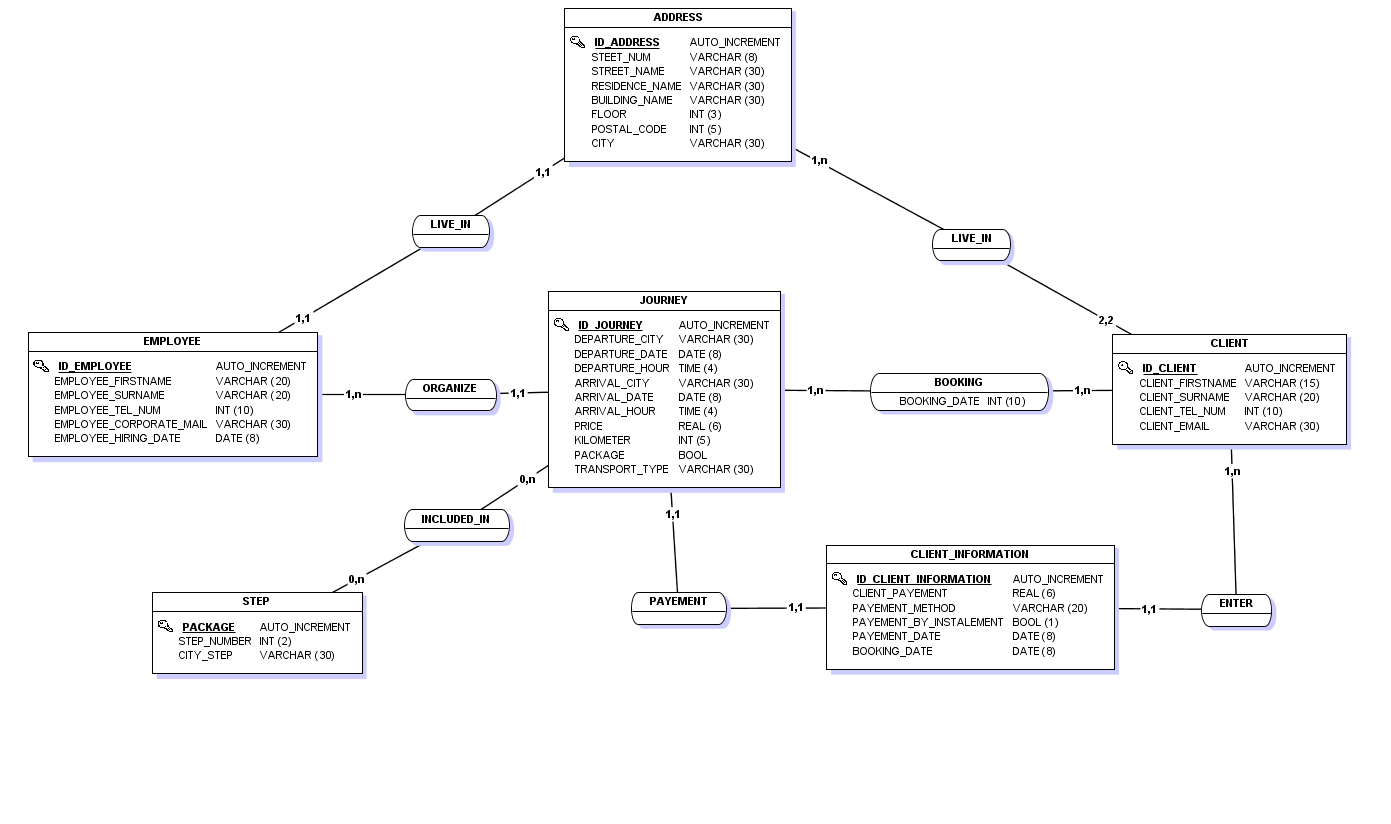 ADDRESS
ID_ADDRESS AUTO_INCREMENT
STEET_NUM VARCHAR (8)
STREET_NAME VARCHAR (30)
RESIDENCE_NAME VARCHAR (30)
BUILDING_NAME VARCHAR (30)
FLOOR INT (3)
POSTAL_CODE INT (5)
CITY VARCHAR (30)
1,1
1,n
LIVE_IN
LIVE_IN
1,1
2,2
EMPLOYEE
ID_EMPLOYEE AUTO_INCREMENT
EMPLOYEE_FIRSTNAME VARCHAR (20)
EMPLOYEE_SURNAME VARCHAR (20)
EMPLOYEE_TEL_NUM INT (10)
EMPLOYEE_CORPORATE_MAIL VARCHAR (30)
EMPLOYEE_HIRING_DATE DATE (8)
1,n
ORGANIZE
1,1
JOURNEY
ID_JOURNEY AUTO_INCREMENT
DEPARTURE_CITY VARCHAR (30)
DEPARTURE_DATE DATE (8)
DEPARTURE_HOUR TIME (4)
ARRIVAL_CITY VARCHAR (30)
ARRIVAL_DATE DATE (8)
ARRIVAL_HOUR TIME (4)
PRICE REAL (6)
KILOMETER INT (5)
PACKAGE BOOL
TRANSPORT_TYPE VARCHAR (30)
1,n
BOOKING
BOOKING_DATE INT (10)
1,n
CLIENT
ID_CLIENT AUTO_INCREMENT
CLIENT_FIRSTNAME VARCHAR (15)
CLIENT_SURNAME VARCHAR (20)
CLIENT_TEL_NUM INT (10)
CLIENT_EMAIL VARCHAR (30)
0,n
1,1
1,n
INCLUDED_IN
0,n
STEP
PACKAGE AUTO_INCREMENT
STEP_NUMBER INT (2)
CITY_STEP VARCHAR (30)
PAYEMENT
1,1
CLIENT_INFORMATION
ID_CLIENT_INFORMATION AUTO_INCREMENT
CLIENT_PAYEMENT REAL (6)
PAYEMENT_METHOD VARCHAR (20)
PAYEMENT_BY_INSTALEMENT BOOL (1)
PAYEMENT_DATE DATE (8)
BOOKING_DATE DATE (8)
1,1
ENTER